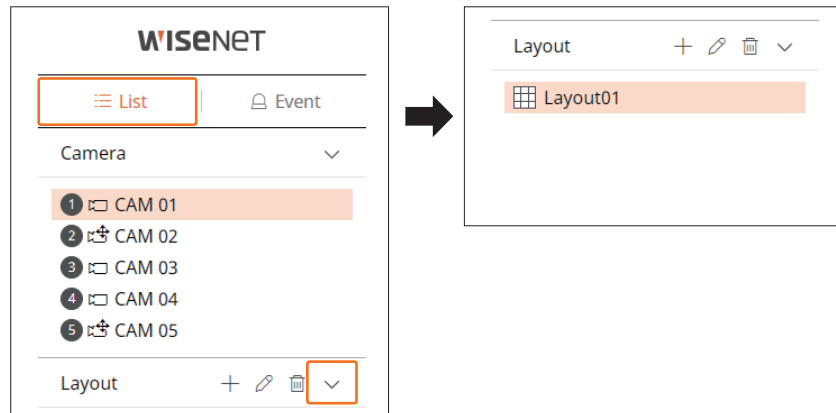 WISENET
List
Event
Camera
1 CAM 01
2 CAM 02
3 CAM 03
4 CAM 04
5 CAM 05
Layout
Layout
Layout01